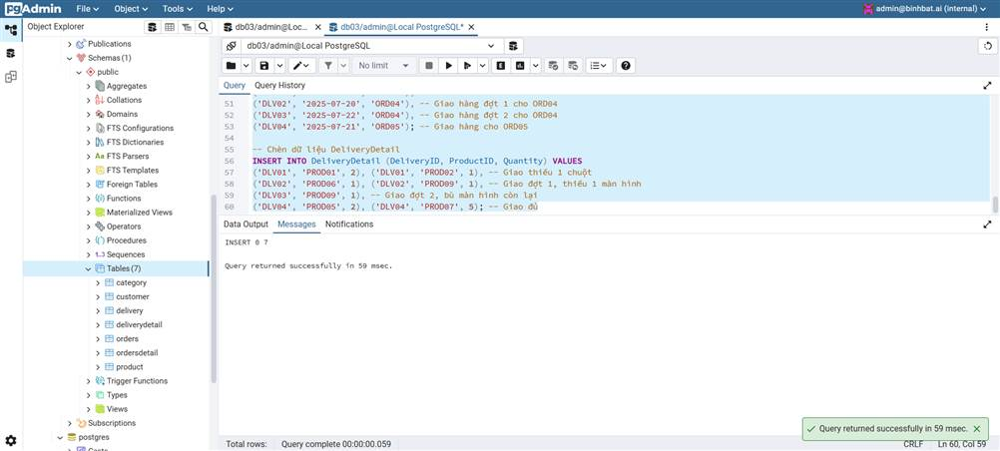 pgAdmin File Object Tools Help admin@binhbat.ai (internal)
Object Explorer
Publications
Schemas (1)
public
Aggregates
Collations
Domains
FTS Configurations
FTS Dictionaries
Aa FTS Parsers
FTS Templates
Foreign Tables
Functions
Materialized Views
Operators
Procedures
Sequences
Tables (7)
category
customer
delivery
deliverydetail
orders
ordersdetail
product
Trigger Functions
Types
Views
Subscriptions
postgres
Casts
db03/admin@Loc... db03/admin@Local PostgreSQL*
db03/admin@Local PostgreSQL
No limit
Query Query History
51 ('DLV02', '2025-07-20', 'ORD04'), -- Giao hàng đợt 1 cho ORD04
52 ('DLV03', '2025-07-22', 'ORD04'), -- Giao hàng đợt 2 cho ORD04
53 ('DLV04', '2025-07-21', 'ORD05'); -- Giao hàng cho ORD05
54
55 -- Chèn dữ liệu DeliveryDetail
56 INSERT INTO DeliveryDetail (DeliveryID, ProductID, Quantity) VALUES
57 ('DLV01', 'PROD01', 2), ('DLV01', 'PROD02', 1), -- Giao thiếu 1 chuột
58 ('DLV02', 'PROD06', 1), ('DLV02', 'PROD09', 1), -- Giao đợt 1, thiếu 1 màn hình
59 ('DLV03', 'PROD09', 1), -- Giao đợt 2, bù màn hình còn lại
60 ('DLV04', 'PROD05', 2), ('DLV04', 'PROD07', 5); -- Giao đủ
Data Output Messages Notifications
INSERT 0 7
Query returned successfully in 59 msec.
Query returned successfully in 59 msec.
Total rows: Query complete 00:00:00.059 CRLF Ln 60, Col 59